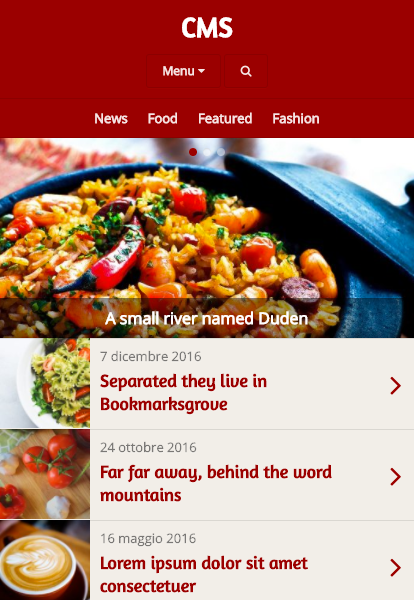 CMS
Menu
News Food Featured Fashion
A small river named Duden
7 dicembre 2016
Separated they live in
Bookmarksgrove
24 ottobre 2016
Far far away, behind the word
mountains
16 maggio 2016
Lorem ipsum dolor sit amet
consectetuer